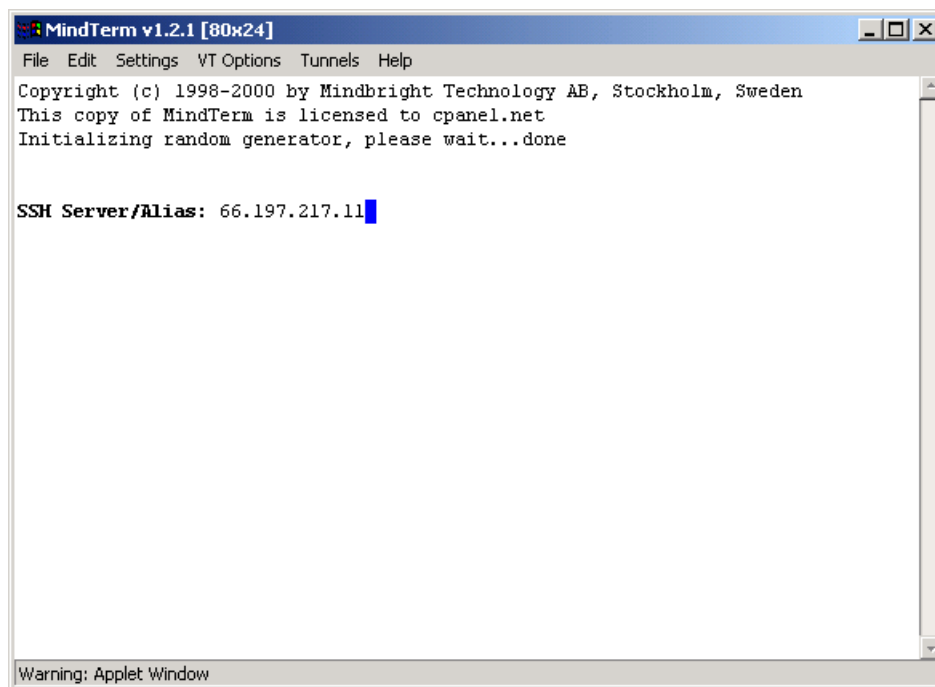 MindTerm v1.2.1 [80x24]
File Edit Settings VT Options Tunnels Help
Copyright (c) 1998-2000 by Mindbright Technology AB, Stockholm, Sweden
This copy of MindTerm is licensed to cpanel.net
Initializing random generator, please wait...done
SSH Server/Alias: 66.197.217.11
Warning: Applet Window